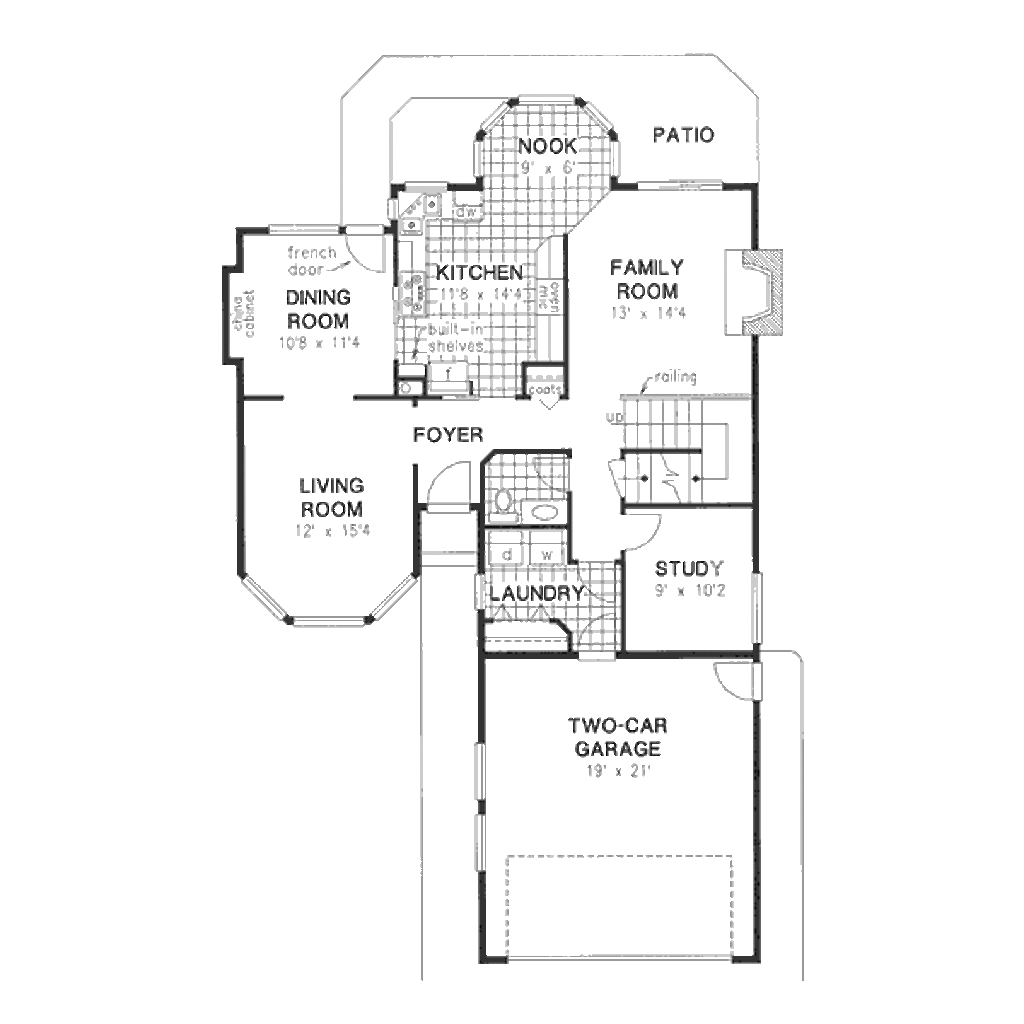 PATIO
NOOK
9' x 6'
dw
french
door
KITCHEN
11'8 x 14'4
oven
mic
FAMILY
ROOM
13' x 14'4
china
cabinet
DINING
ROOM
10'8 x 11'4
built-in
shelves
f
coats
railing
UP
FOYER
LIVING
ROOM
12' x 15'4
d
w
LAUNDRY
STUDY
9' x 10'2
TWO-CAR
GARAGE
19' x 21'